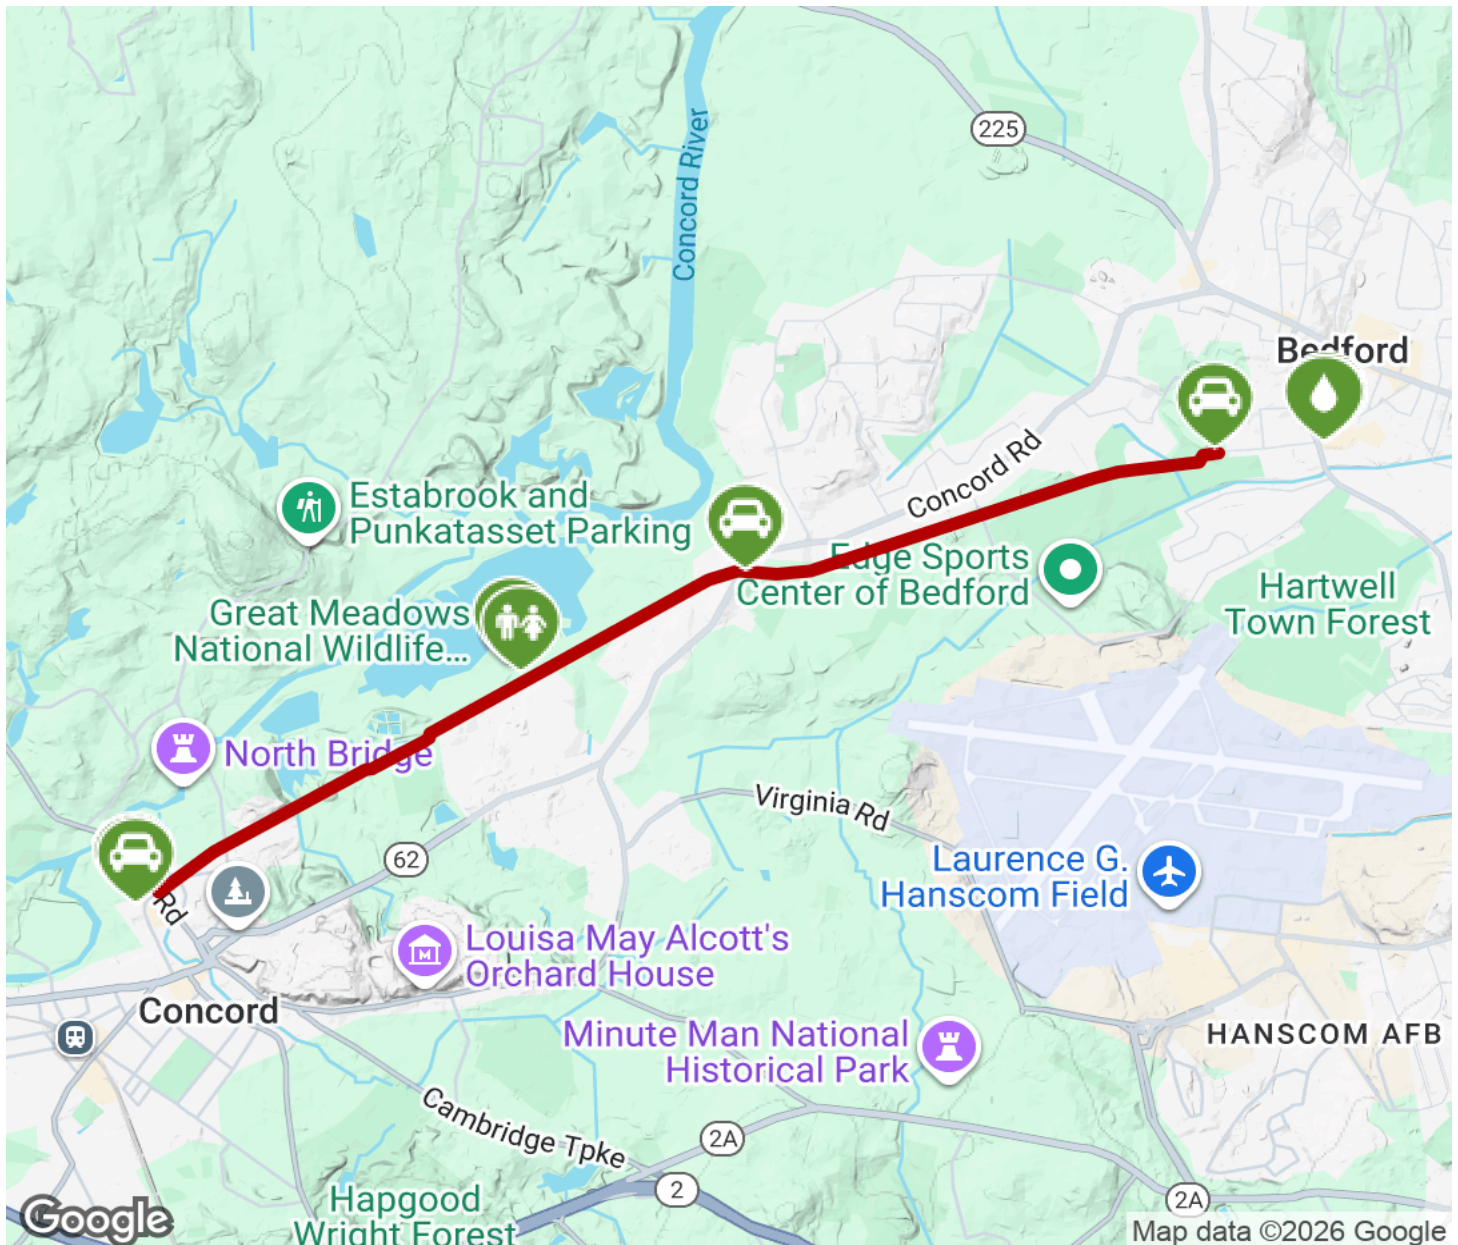 225
Concord River
Bedford
Concord Rd
Estabrook and
Punkatasset Parking
Edge Sports
Center of Bedford
Hartwell
Town Forest
Great Meadows
National Wildlife...
North Bridge
Virginia Rd
62
Laurence G.
Hanscom Field
Rd
Louisa May Alcott's
Orchard House
Concord
Minute Man National
Historical Park
HANSCOM AFB
Cambridge Tpke
2A
2
2A
Hapgood
Wright Forest
Google
Map data ©2026 Google